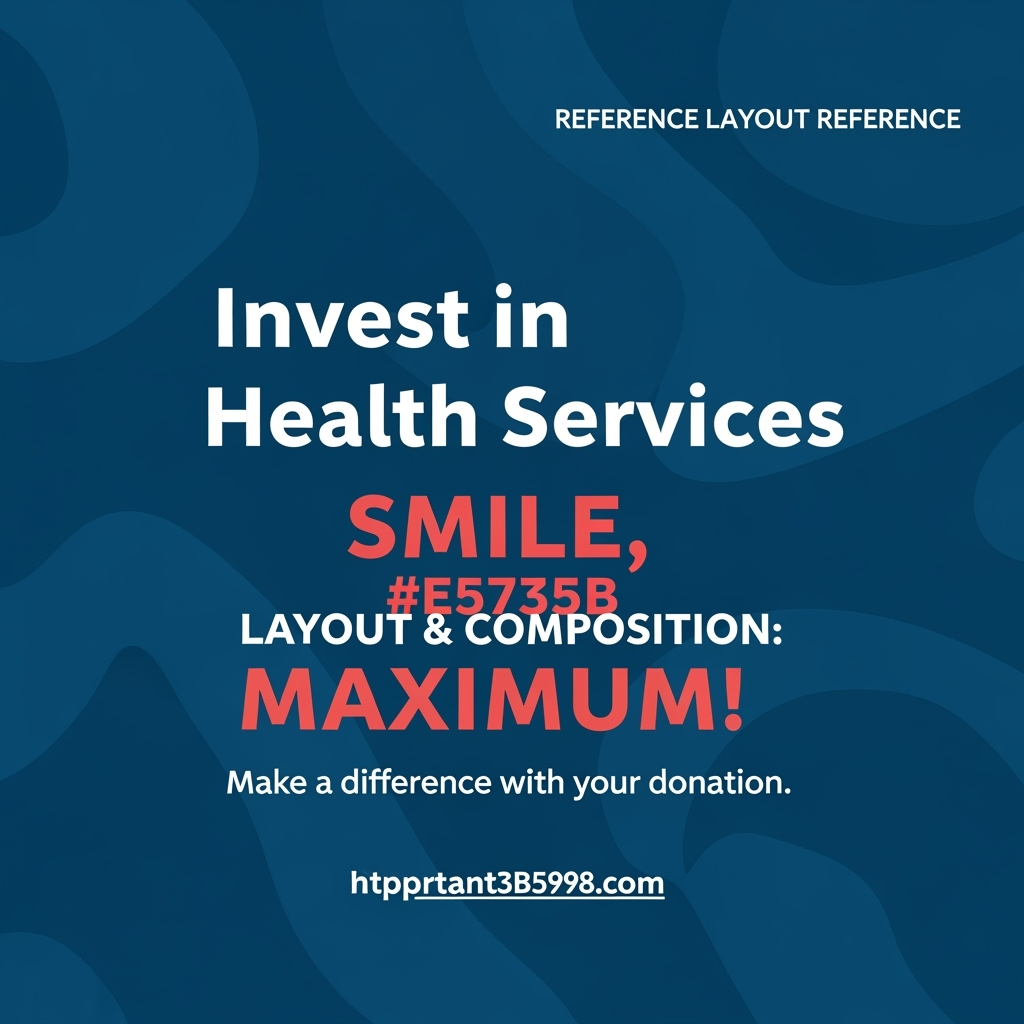 REFERENCE LAYOUT REFERENCE
Invest in
Health Services
SMILE,
#E5735B
LAYOUT & COMPOSITION:
MAXIMUM!
Make a difference with your donation.
htpprtant3B5998.com